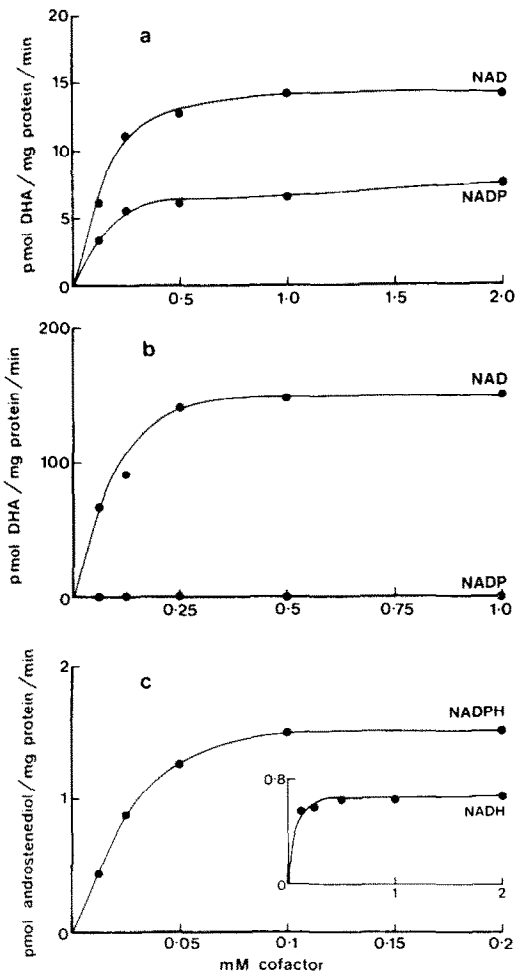 a
20
15
10
5
0
pmol DHA/mg protein/min
NAD
NADP
0·5 1·0 1·5 2·0
b
200
100
0
pmol DHA/mg protein/min
NAD
NADP
0·25 0·5 0·75 1·0
c
2
1
0
pmol androstenediol/mg protein/min
NADPH
0·8
0
NADH
1 2
0·05 0·1 0·15 0·2
mM cofactor